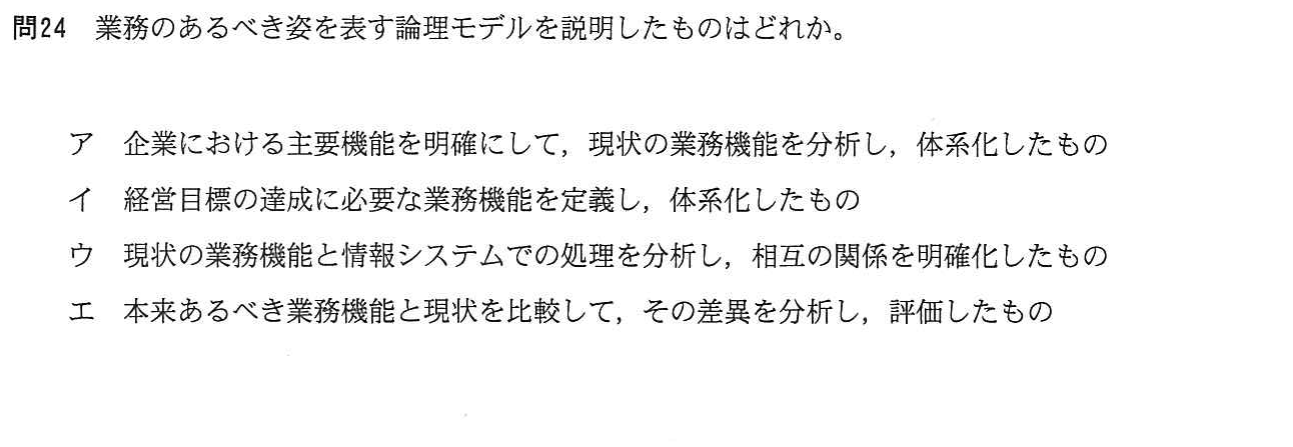 問24 業務のあるべき姿を表す論理モデルを説明したものはどれか。
ア 企業における主要機能を明確にして，現状の業務機能を分析し，体系化したもの
イ 経営目標の達成に必要な業務機能を定義し，体系化したもの
ウ 現状の業務機能と情報システムでの処理を分析し，相互の関係を明確化したもの
エ 本来あるべき業務機能と現状を比較して，その差異を分析し，評価したもの